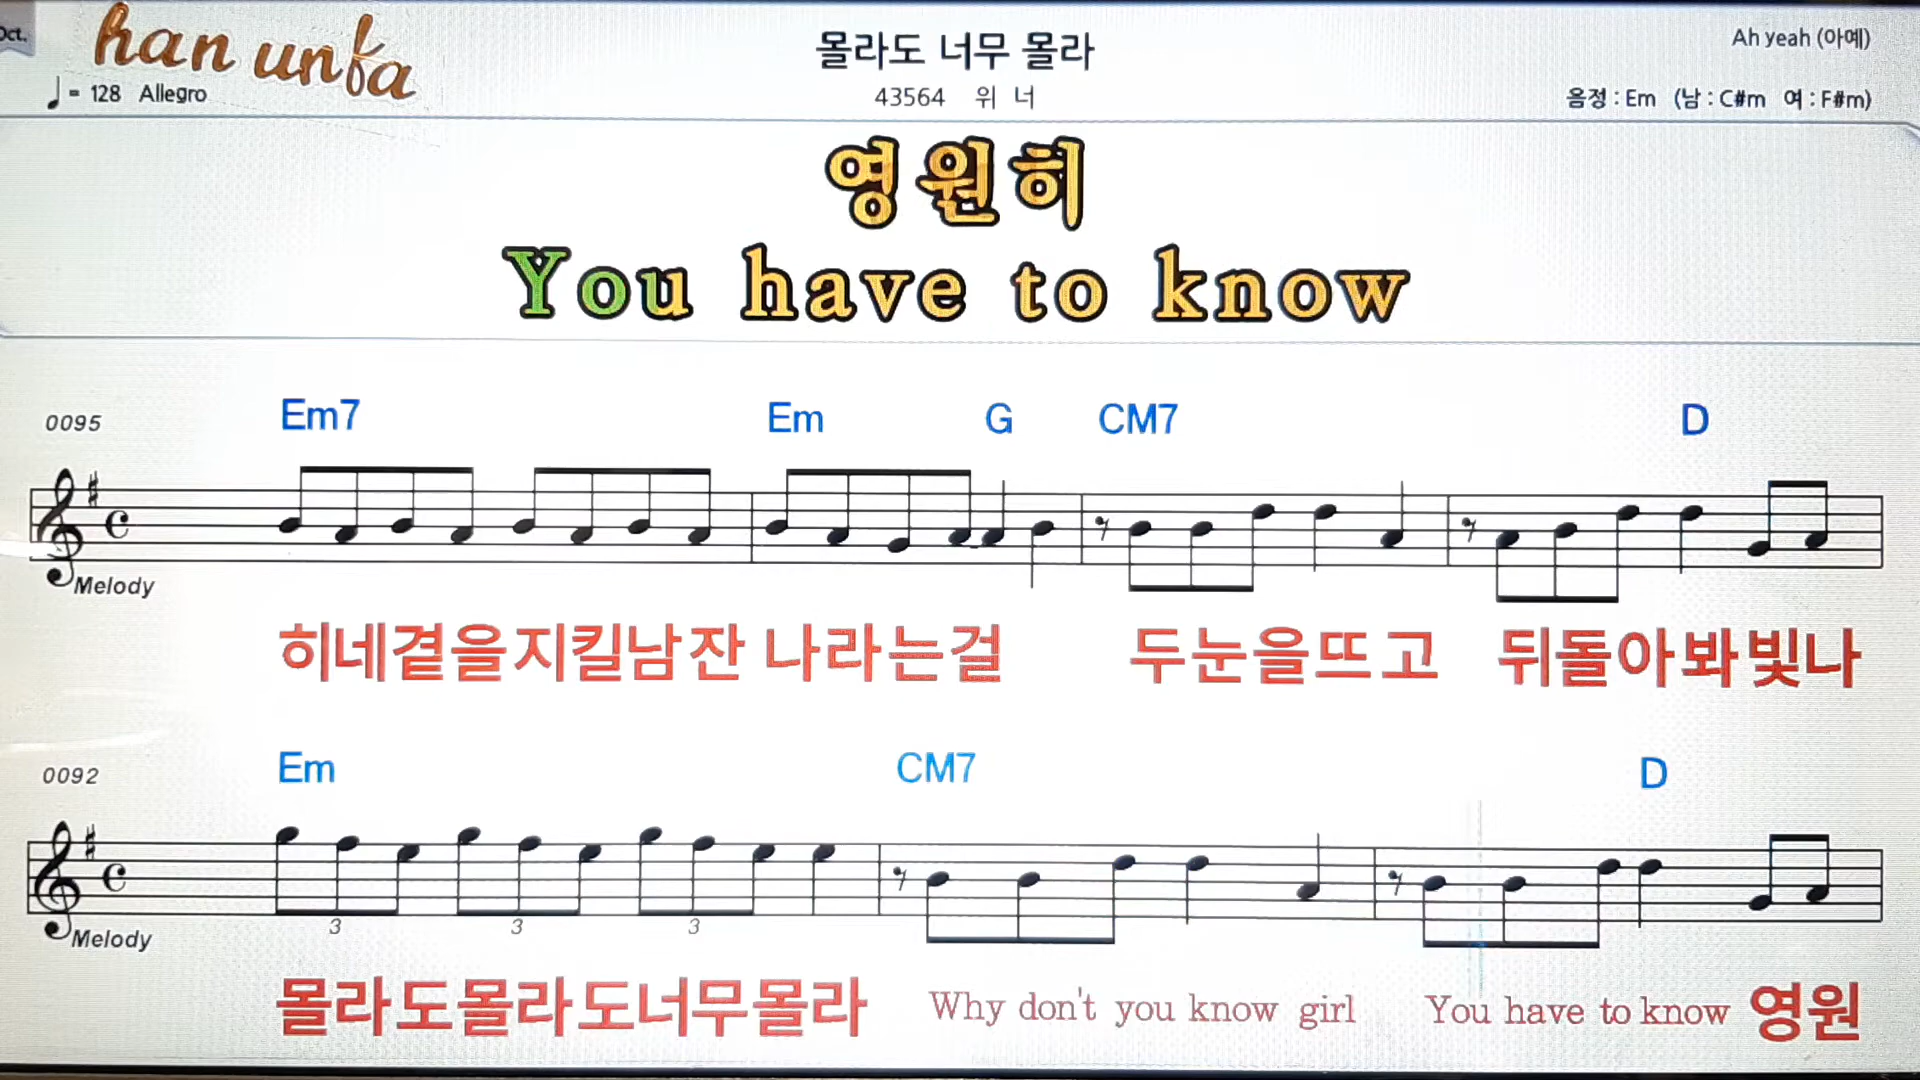 Oct.
han unfa
= 128 Allegro
몰라도 너무 몰라
43564 위 너
Ah yeah (아예)
음정 : Em (남 : C#m 여 : F#m)
영원히
You have to know
0095
Em7 Em G CM7 D
Melody
히네곁을지킬남잔 나라는걸 두눈을뜨고 뒤돌아봐빛나
0092
Em CM7 D
3 3 3
Melody
몰라도몰라도너무몰라 Why don't you know girl You have to know 영원